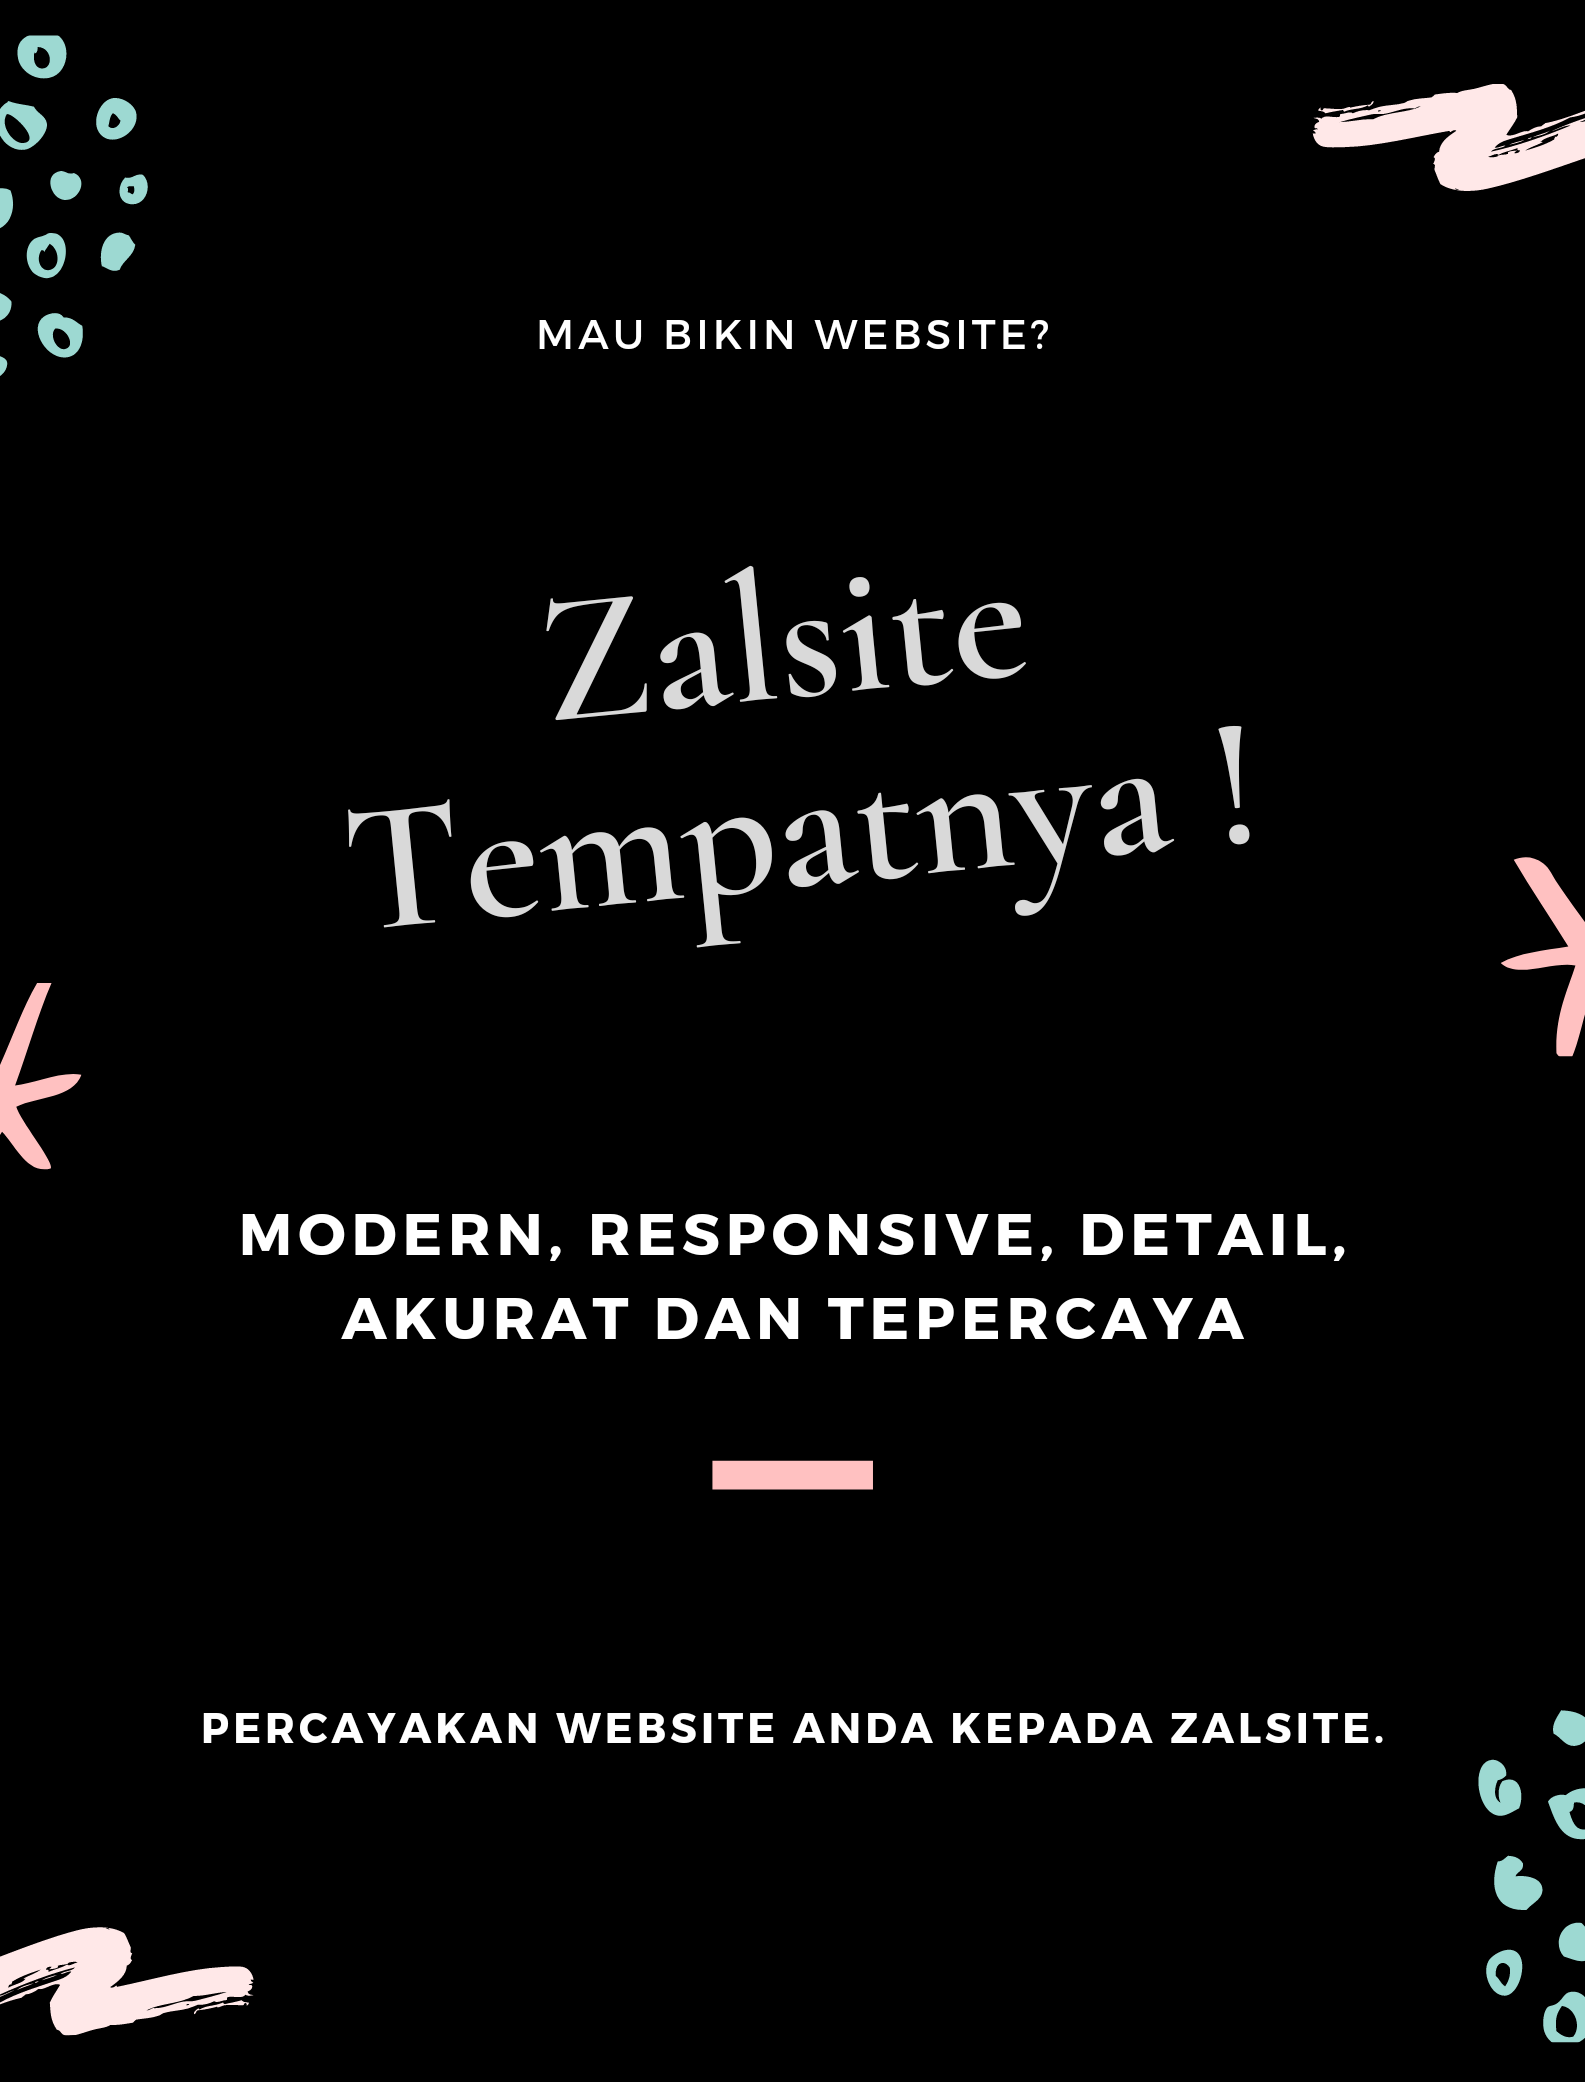 MAU BIKIN WEBSITE?
Zalsite
Tempatnya !
MODERN, RESPONSIVE, DETAIL,
AKURAT DAN TEPERCAYA
PERCAYAKAN WEBSITE ANDA KEPADA ZALSITE.